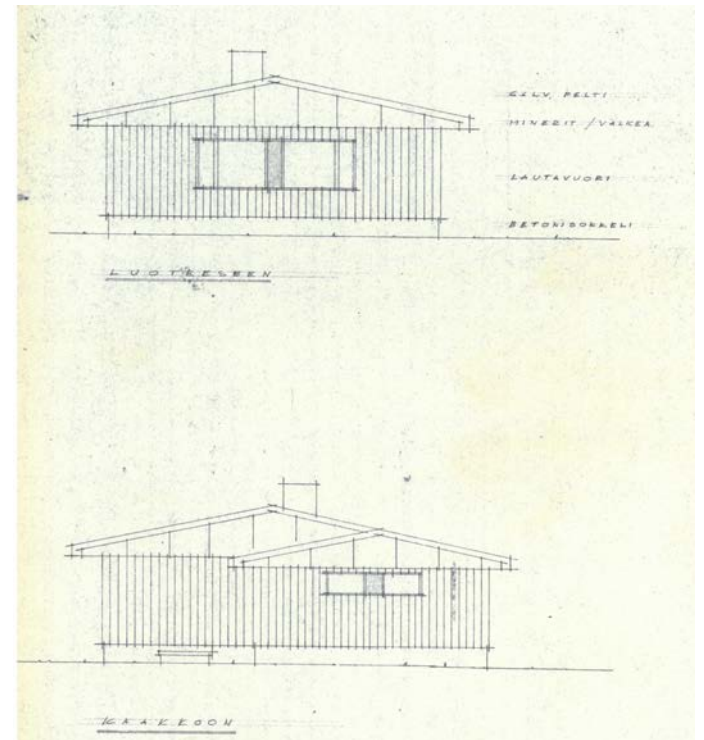 GALV. PELTI
MINERIT / VALKEA
LAUTAVUORI
BETONISOKKELI
LUOTEESEEN
KAAKKOON